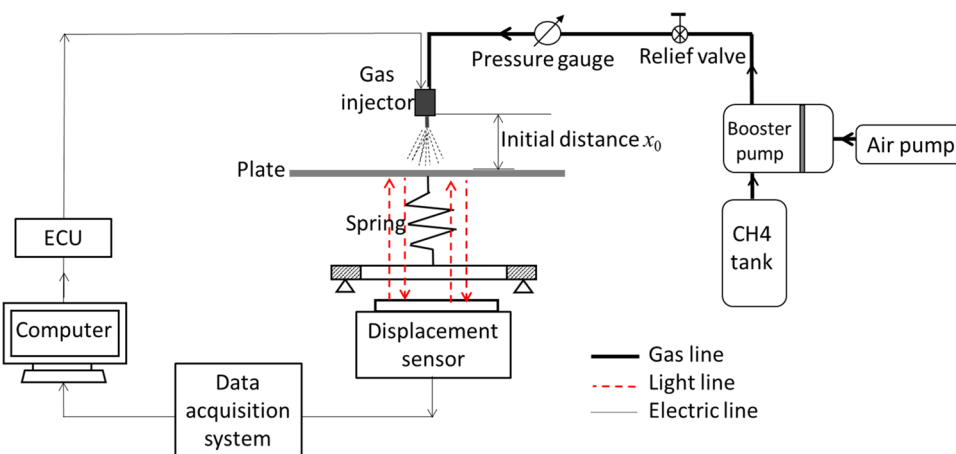 Pressure gauge
Relief valve
Gas
injector
Initial distance x₀
Booster
pump
Air pump
Plate
Spring
ECU
CH4
tank
Computer
Displacement
sensor
Gas line
Light line
Electric line
Data
acquisition
system